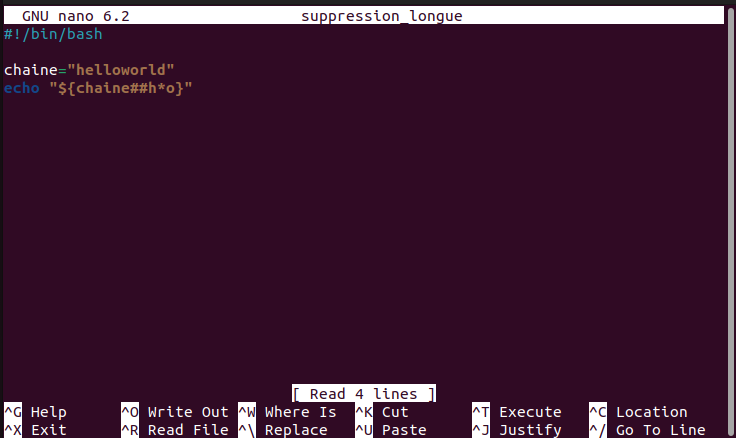 GNU nano 6.2 suppression_longue
#!/bin/bash
chaine="helloworld"
echo "${chaine##h*o}"
[ Read 4 lines ]
^G Help ^O Write Out ^W Where Is ^K Cut ^T Execute ^C Location
^X Exit ^R Read File ^\ Replace ^U Paste ^J Justify ^/ Go To Line